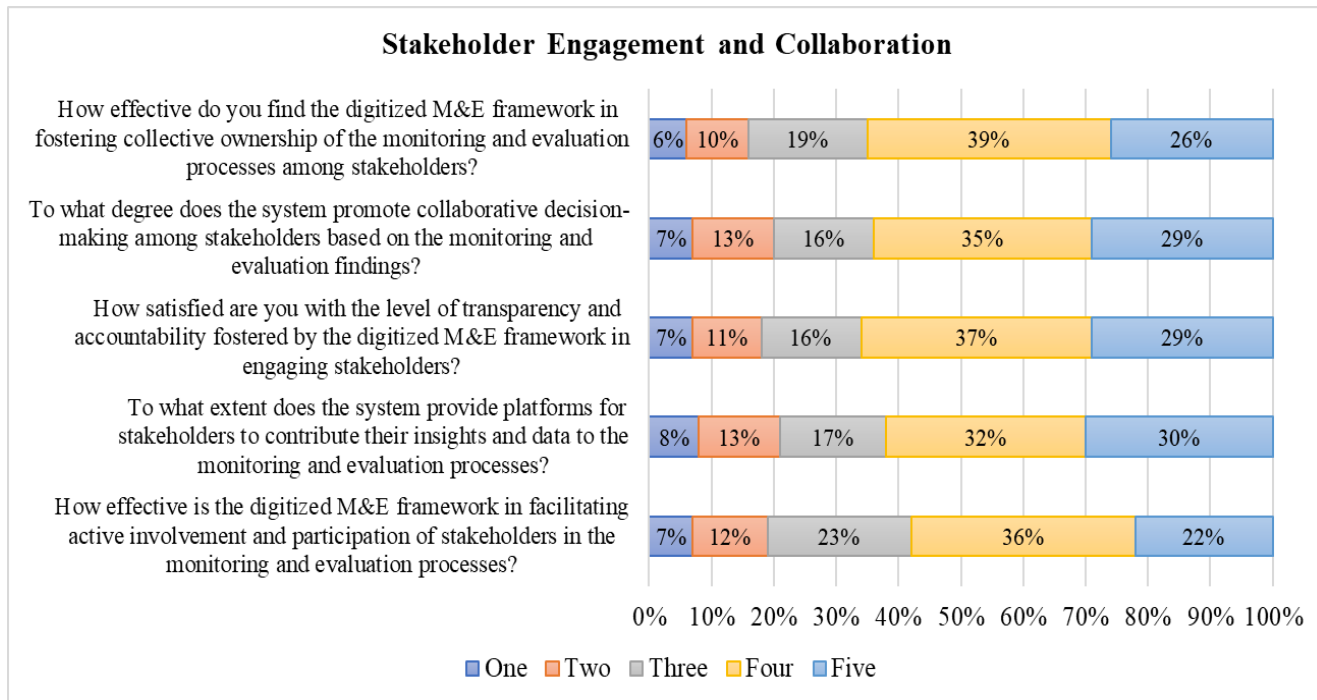 Stakeholder Engagement and Collaboration
How effective do you find the digitized M&E framework in
fostering collective ownership of the monitoring and evaluation
processes among stakeholders?
6% 10% 19% 39% 26%
To what degree does the system promote collaborative decision-
making among stakeholders based on the monitoring and
evaluation findings?
7% 13% 16% 35% 29%
How satisfied are you with the level of transparency and
accountability fostered by the digitized M&E framework in
engaging stakeholders?
7% 11% 16% 37% 29%
To what extent does the system provide platforms for
stakeholders to contribute their insights and data to the
monitoring and evaluation processes?
8% 13% 17% 32% 30%
How effective is the digitized M&E framework in facilitating
active involvement and participation of stakeholders in the
monitoring and evaluation processes?
7% 12% 23% 36% 22%
0% 10% 20% 30% 40% 50% 60% 70% 80% 90% 100%
One Two Three Four Five